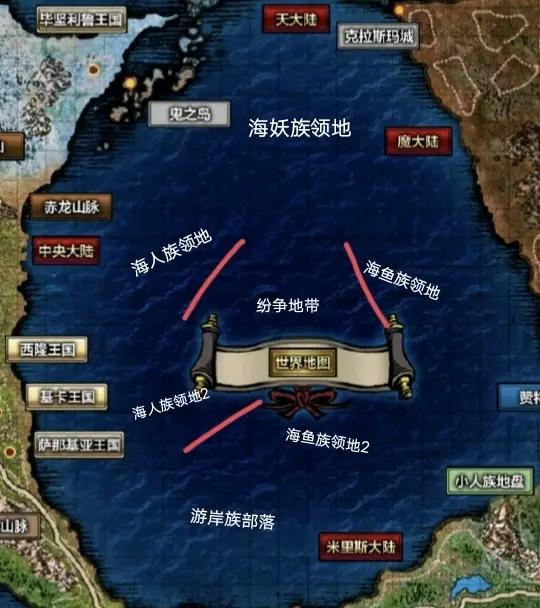 天大陆
毕坚利鲁王国
克拉斯玛城
鬼之岛
海妖族领地
魔大陆
山
赤龙山脉
中央大陆
海人族领地
海鱼族领地
纷争地带
西隆王国
世界地图
基卡王国
赞特
海人族领地2
萨那基亚王国
海鱼族领地2
小人族地盘
游岸族部落
山脉
米里斯大陆